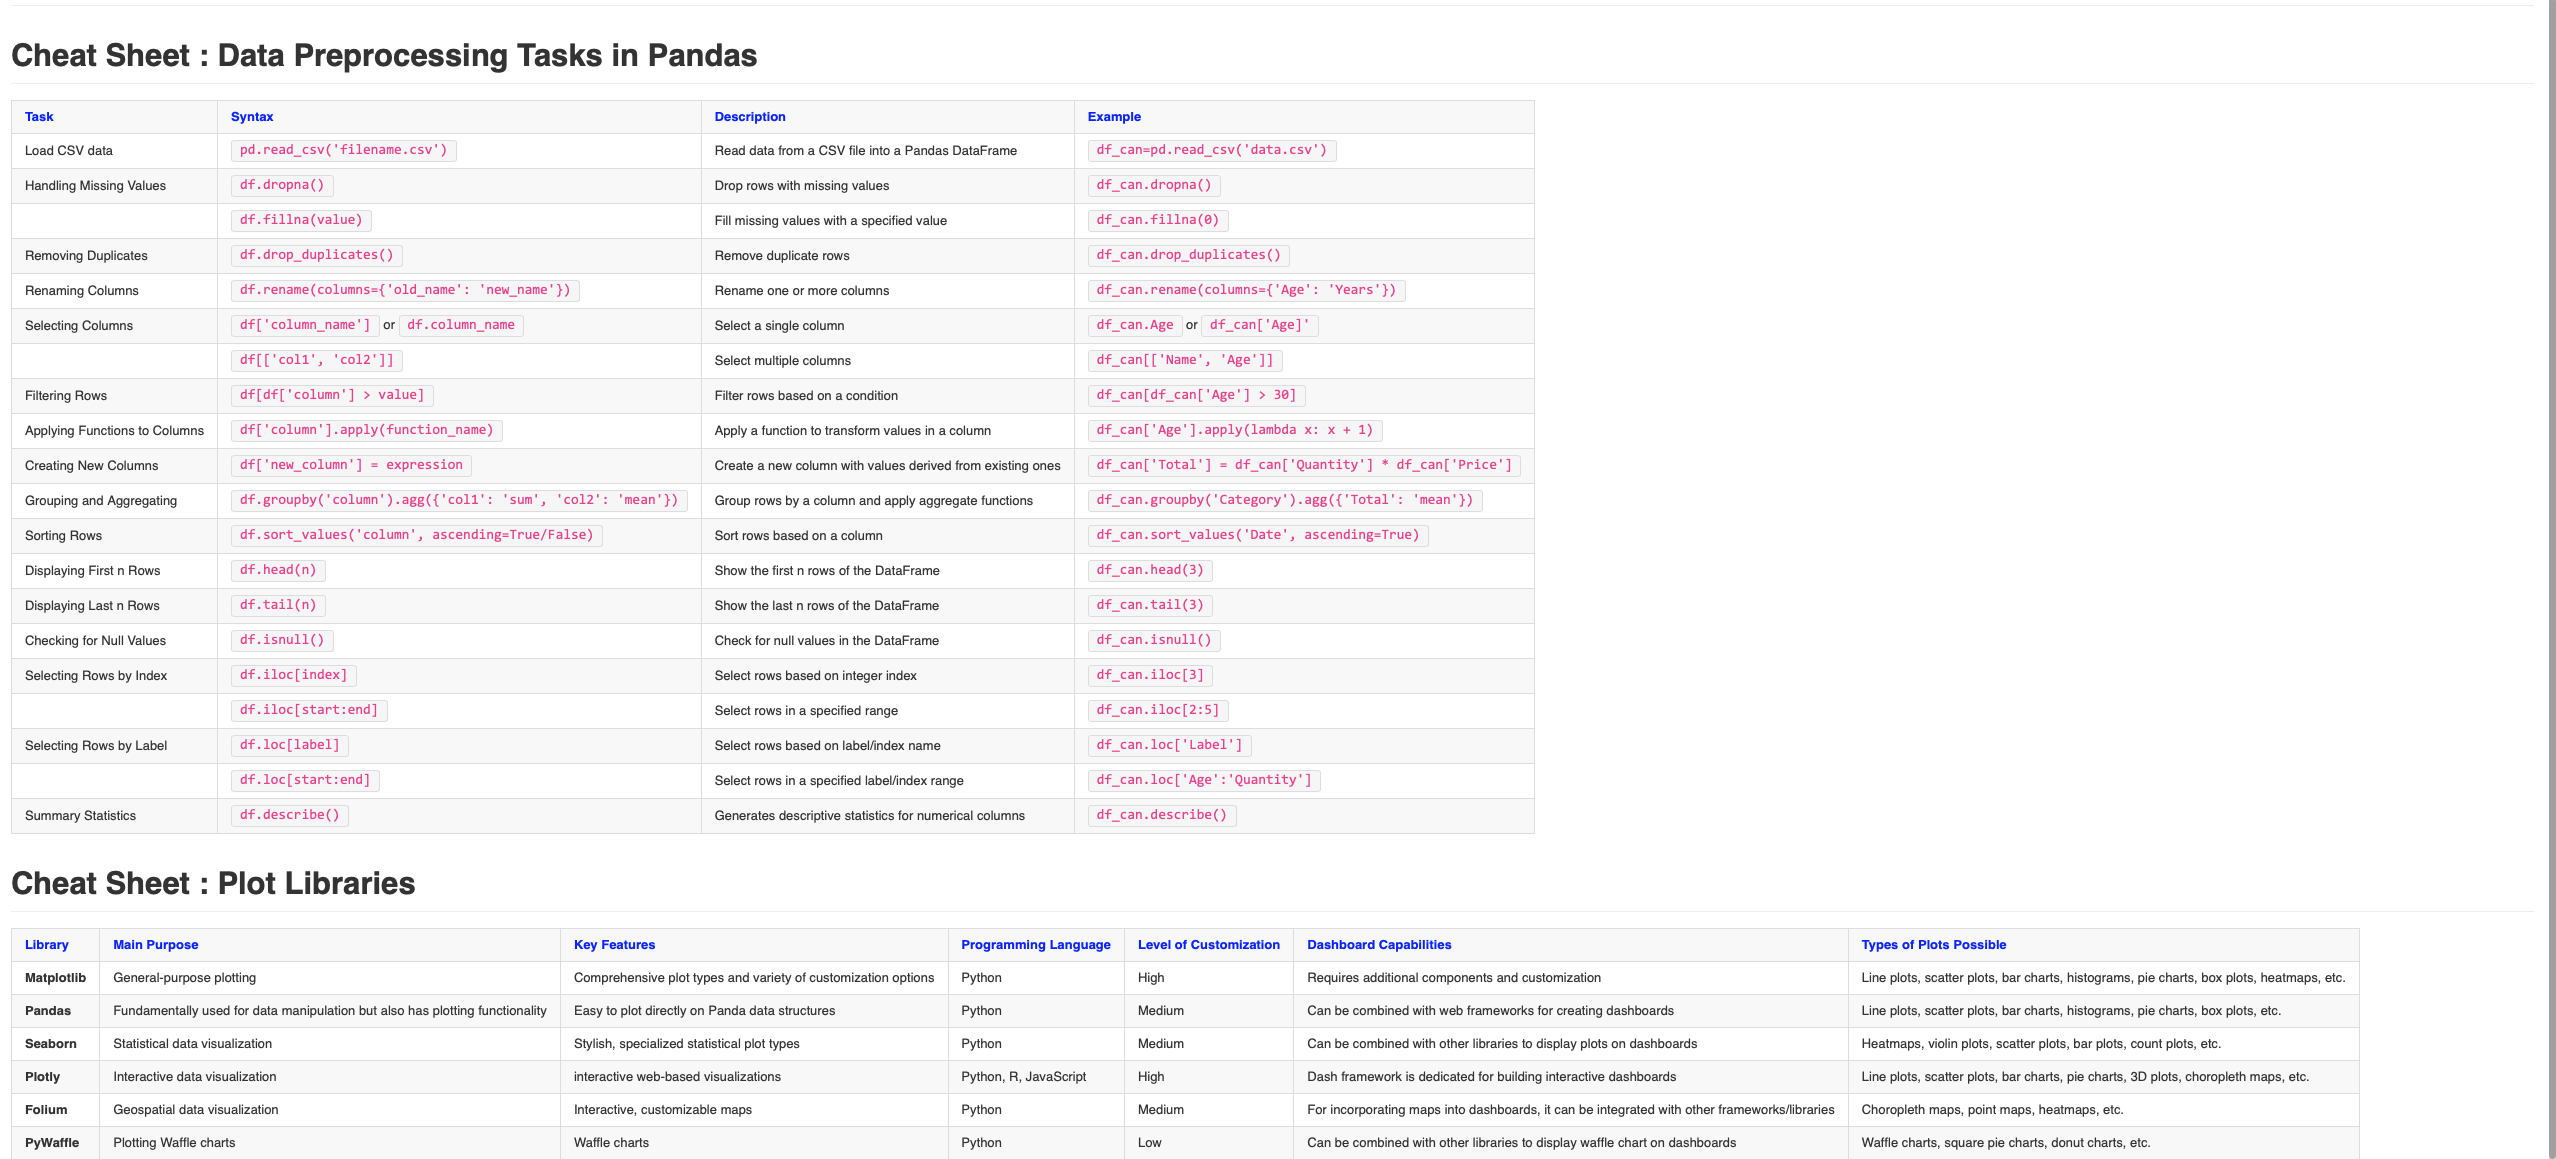 Cheat Sheet : Data Preprocessing Tasks in Pandas
Task Syntax Description Example
Load CSV data pd.read_csv('filename.csv') Read data from a CSV file into a Pandas DataFrame df_can=pd.read_csv('data.csv')
Handling Missing Values df.dropna() Drop rows with missing values df_can.dropna()
df.fillna(value) Fill missing values with a specified value df_can.fillna(0)
Removing Duplicates df.drop_duplicates() Remove duplicate rows df_can.drop_duplicates()
Renaming Columns df.rename(columns={'old_name': 'new_name'}) Rename one or more columns df_can.rename(columns={'Age': 'Years'})
Selecting Columns df['column_name'] or df.column_name Select a single column df_can.Age or df_can['Age]'
df[['col1', 'col2']] Select multiple columns df_can[['Name', 'Age']]
Filtering Rows df[df['column'] > value] Filter rows based on a condition df_can[df_can['Age'] > 30]
Applying Functions to Columns df['column'].apply(function_name) Apply a function to transform values in a column df_can['Age'].apply(lambda x: x + 1)
Creating New Columns df['new_column'] = expression Create a new column with values derived from existing ones df_can['Total'] = df_can['Quantity'] * df_can['Price']
Grouping and Aggregating df.groupby('column').agg({'col1': 'sum', 'col2': 'mean'}) Group rows by a column and apply aggregate functions df_can.groupby('Category').agg({'Total': 'mean'})
Sorting Rows df.sort_values('column', ascending=True/False) Sort rows based on a column df_can.sort_values('Date', ascending=True)
Displaying First n Rows df.head(n) Show the first n rows of the DataFrame df_can.head(3)
Displaying Last n Rows df.tail(n) Show the last n rows of the DataFrame df_can.tail(3)
Checking for Null Values df.isnull() Check for null values in the DataFrame df_can.isnull()
Selecting Rows by Index df.iloc[index] Select rows based on integer index df_can.iloc[3]
df.iloc[start:end] Select rows in a specified range df_can.iloc[2:5]
Selecting Rows by Label df.loc[label] Select rows based on label/index name df_can.loc['Label']
df.loc[start:end] Select rows in a specified label/index range df_can.loc['Age':'Quantity']
Summary Statistics df.describe() Generates descriptive statistics for numerical columns df_can.describe()
Cheat Sheet : Plot Libraries
Library Main Purpose Key Features Programming Language Level of Customization Dashboard Capabilities Types of Plots Possible
Matplotlib General-purpose plotting Comprehensive plot types and variety of customization options Python High Requires additional components and customization Line plots, scatter plots, bar charts, histograms, pie charts, box plots, heatmaps, etc.
Pandas Fundamentally used for data manipulation but also has plotting functionality Easy to plot directly on Panda data structures Python Medium Can be combined with web frameworks for creating dashboards Line plots, scatter plots, bar charts, histograms, pie charts, box plots, etc.
Seaborn Statistical data visualization Stylish, specialized statistical plot types Python Medium Can be combined with other libraries to display plots on dashboards Heatmaps, violin plots, scatter plots, bar plots, count plots, etc.
Plotly Interactive data visualization interactive web-based visualizations Python, R, JavaScript High Dash framework is dedicated for building interactive dashboards Line plots, scatter plots, bar charts, pie charts, 3D plots, choropleth maps, etc.
Folium Geospatial data visualization Interactive, customizable maps Python Medium For incorporating maps into dashboards, it can be integrated with other frameworks/libraries Choropleth maps, point maps, heatmaps, etc.
PyWaffle Plotting Waffle charts Waffle charts Python Low Can be combined with other libraries to display waffle chart on dashboards Waffle charts, square pie charts, donut charts, etc.